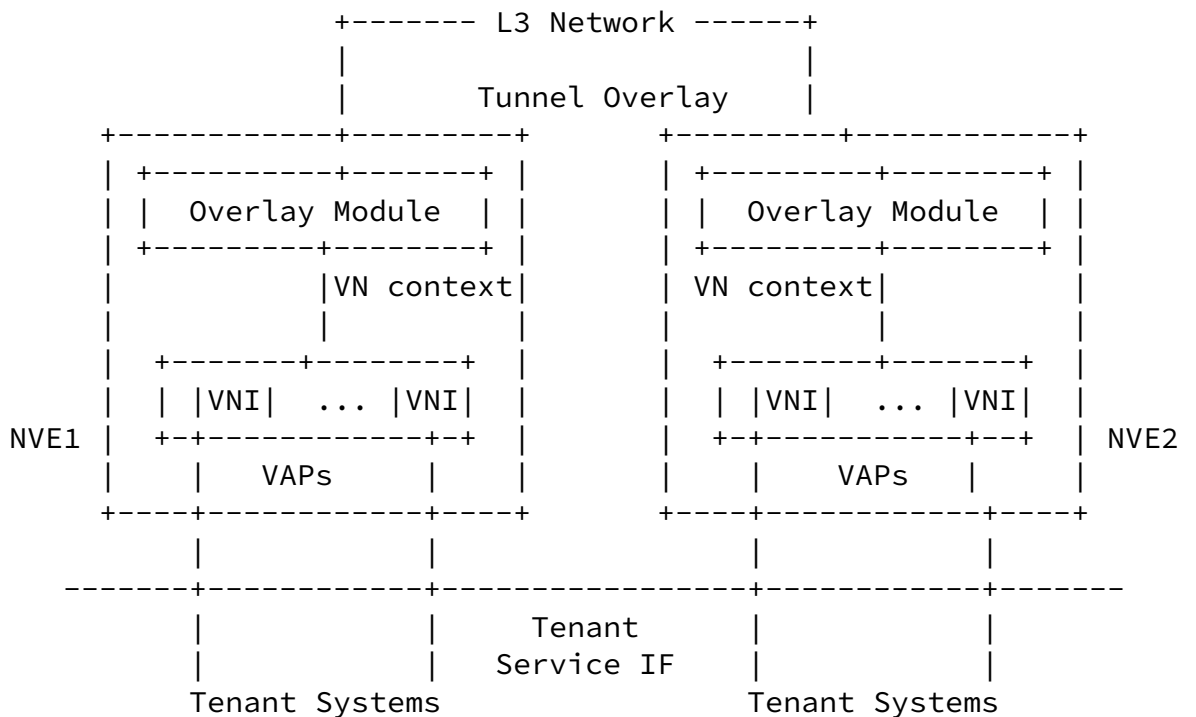 L3 Network
Tunnel Overlay
Overlay Module Overlay Module
VN context VN context
VNI ... VNI VNI ... VNI
NVE1 NVE2
VAPs VAPs
Tenant
Service IF
Tenant Systems Tenant Systems